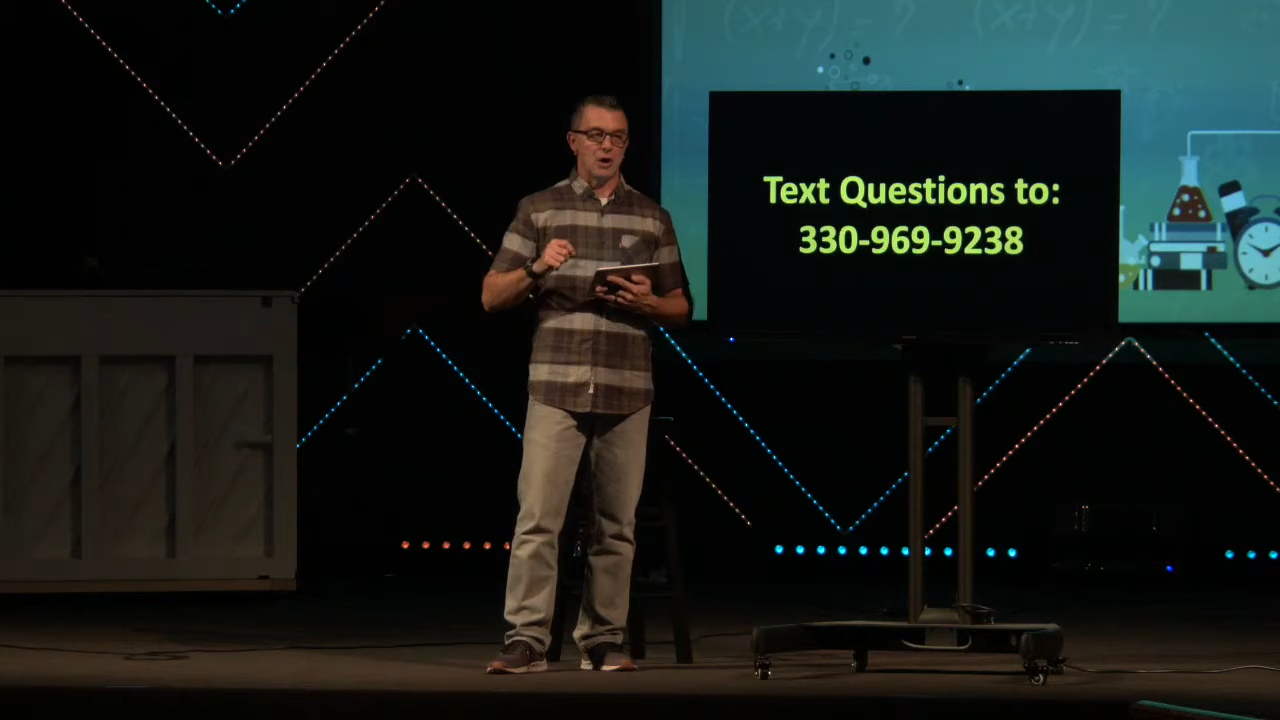 (x+y)=?
(x+y)=?
Text Questions to:
330-969-9238